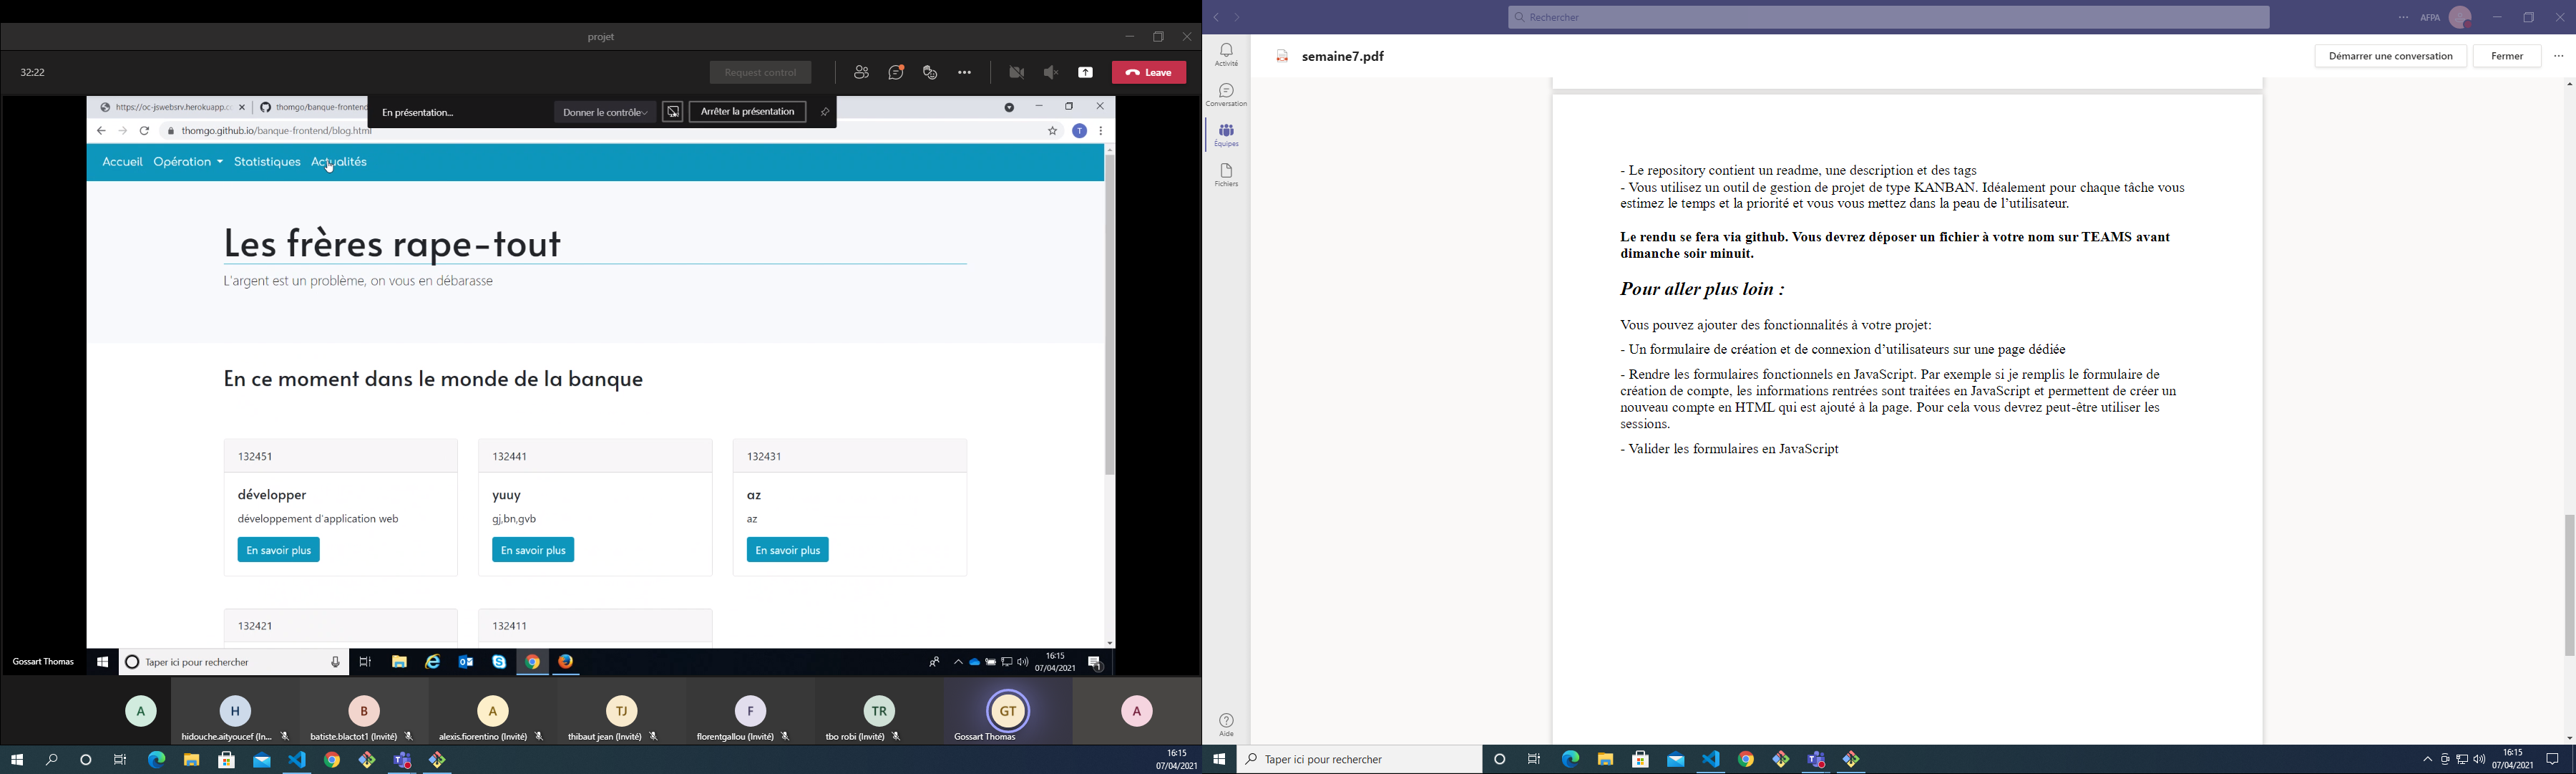 projet
32:22
Request control
Leave
https://oc-jswebsrv.herokuapp.c
thomgo/banque-frontend
En présentation...
Donner le contrôle
Arrêter la présentation
thomgo.github.io/banque-frontend/blog.html
T
Accueil Opération Statistiques Actualités
Les frères rape-tout
L'argent est un problème, on vous en débarasse
En ce moment dans le monde de la banque
132451
développer
développement d'application web
En savoir plus
132441
yuuy
gj,bn,gvb
En savoir plus
132431
az
az
En savoir plus
132421
132411
Gossart Thomas
Taper ici pour rechercher
16:15
07/04/2021
1
A
H
hidouche.aityoucef (In...
B
batiste.blactot1 (Invité)
A
alexis.fiorentino (Invité)
TJ
thibaut jean (Invité)
F
florentgallou (Invité)
TR
tbo robi (Invité)
GT
Gossart Thomas
A
16:15
07/04/2021
Rechercher
AFPA
Activité
Conversation
Équipes
Fichiers
Aide
semaine7.pdf
Démarrer une conversation
Fermer
- Le repository contient un readme, une description et des tags
- Vous utilisez un outil de gestion de projet de type KANBAN. Idéalement pour chaque tâche vous
estimez le temps et la priorité et vous vous mettez dans la peau de l'utilisateur.
Le rendu se fera via github. Vous devrez déposer un fichier à votre nom sur TEAMS avant
dimanche soir minuit.
Pour aller plus loin :
Vous pouvez ajouter des fonctionnalités à votre projet:
- Un formulaire de création et de connexion d'utilisateurs sur une page dédiée
- Rendre les formulaires fonctionnels en JavaScript. Par exemple si je remplis le formulaire de
création de compte, les informations rentrées sont traitées en JavaScript et permettent de créer un
nouveau compte en HTML qui est ajouté à la page. Pour cela vous devrez peut-être utiliser les
sessions.
- Valider les formulaires en JavaScript
Taper ici pour rechercher
16:15
07/04/2021